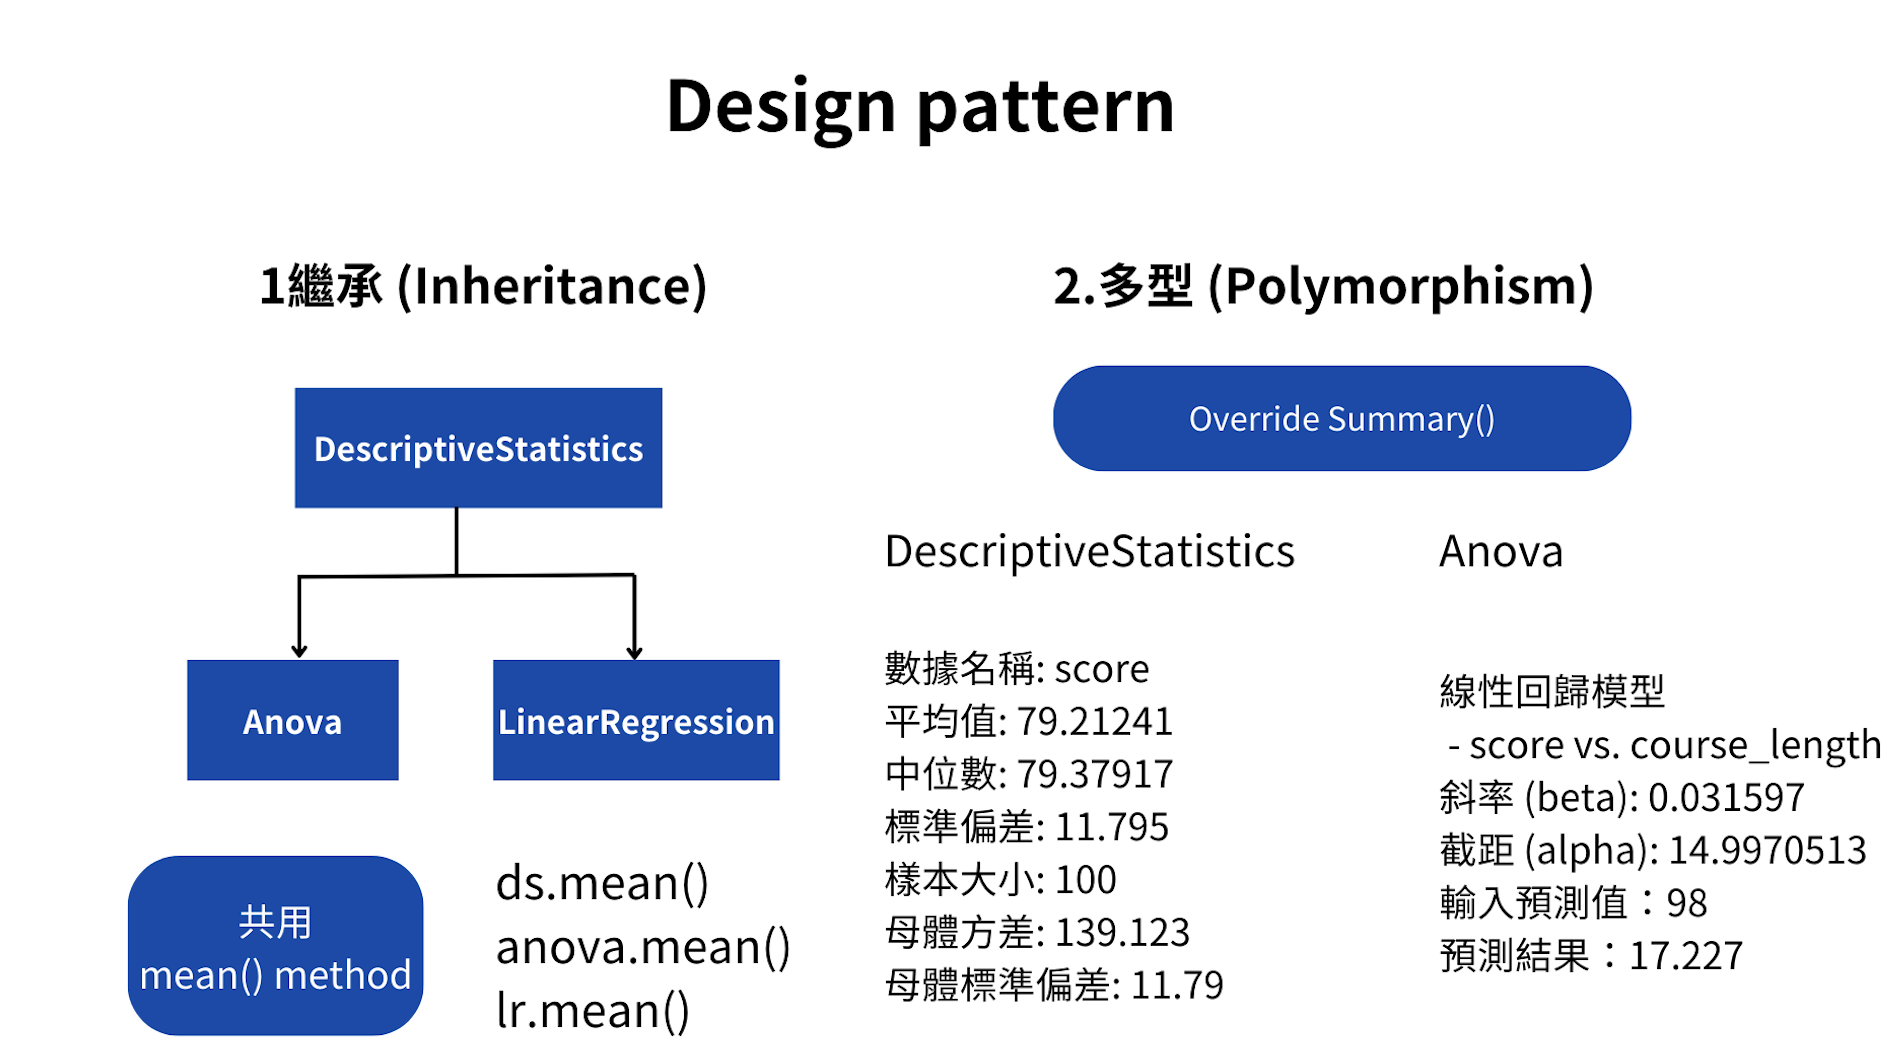 Design pattern
1繼承 (Inheritance)
DescriptiveStatistics
Anova
LinearRegression
共用
mean() method
ds.mean()
anova.mean()
lr.mean()
2.多型 (Polymorphism)
Override Summary()
DescriptiveStatistics
數據名稱: score
平均值: 79.21241
中位數: 79.37917
標準偏差: 11.795
樣本大小: 100
母體方差: 139.123
母體標準偏差: 11.79
Anova
線性回歸模型
- score vs. course_length
斜率 (beta): 0.031597
截距 (alpha): 14.9970513
輸入預測值：98
預測結果：17.227